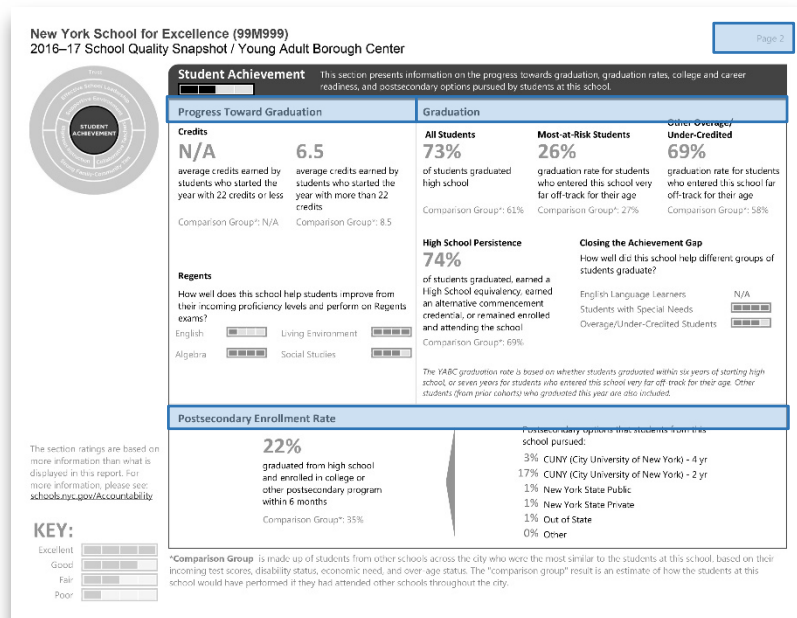 New York School for Excellence (99M999)
2016–17 School Quality Snapshot / Young Adult Borough Center
Page 2
STUDENT
ACHIEVEMENT
Student Achievement
This section presents information on the progress towards graduation, graduation rates, college and career
readiness, and postsecondary options pursued by students at this school.
Progress Toward Graduation
Credits
N/A
average credits earned by
students who started the
year with 22 credits or less
Comparison Group*: N/A
6.5
average credits earned by
students who started the
year with more than 22
credits
Comparison Group*: 8.5
Regents
How well does this school help students improve from
their incoming proficiency levels and perform on Regents
exams?
English
Living Environment
Algebra
Social Studies
Graduation
All Students
73%
of students graduated
high school
Comparison Group*: 61%
Most-at-Risk Students
26%
graduation rate for students
who entered this school very
far off-track for their age
Comparison Group*: 27%
Other Overage/
Under-Credited
69%
graduation rate for students
who entered this school far
off-track for their age
Comparison Group*: 58%
High School Persistence
74%
of students graduated, earned a
High School equivalency, earned
an alternative commencement
credential, or remained enrolled
and attending the school
Comparison Group*: 69%
Closing the Achievement Gap
How well did this school help different groups of
students graduate?
English Language Learners N/A
Students with Special Needs
Overage/Under-Credited Students
The YABC graduation rate is based on whether students graduated within six years of starting high
school, or seven years for students who entered this school very far off-track for their age. Other
students (from prior cohorts) who graduated this year are also included.
Postsecondary Enrollment Rate
22%
graduated from high school
and enrolled in college or
other postsecondary program
within 6 months
Comparison Group*: 35%
Postsecondary options that students from this
school pursued:
3% CUNY (City University of New York) - 4 yr
17% CUNY (City University of New York) - 2 yr
1% New York State Public
1% New York State Private
1% Out of State
0% Other
The section ratings are based on
more information than what is
displayed in this report. For
more information, please see:
schools.nyc.gov/Accountability
KEY:
Excellent
Good
Fair
Poor
*Comparison Group is made up of students from other schools across the city who were the most similar to the students at this school, based on their
incoming test scores, disability status, economic need, and over-age status. The "comparison group" result is an estimate of how the students at this
school would have performed if they had attended other schools throughout the city.